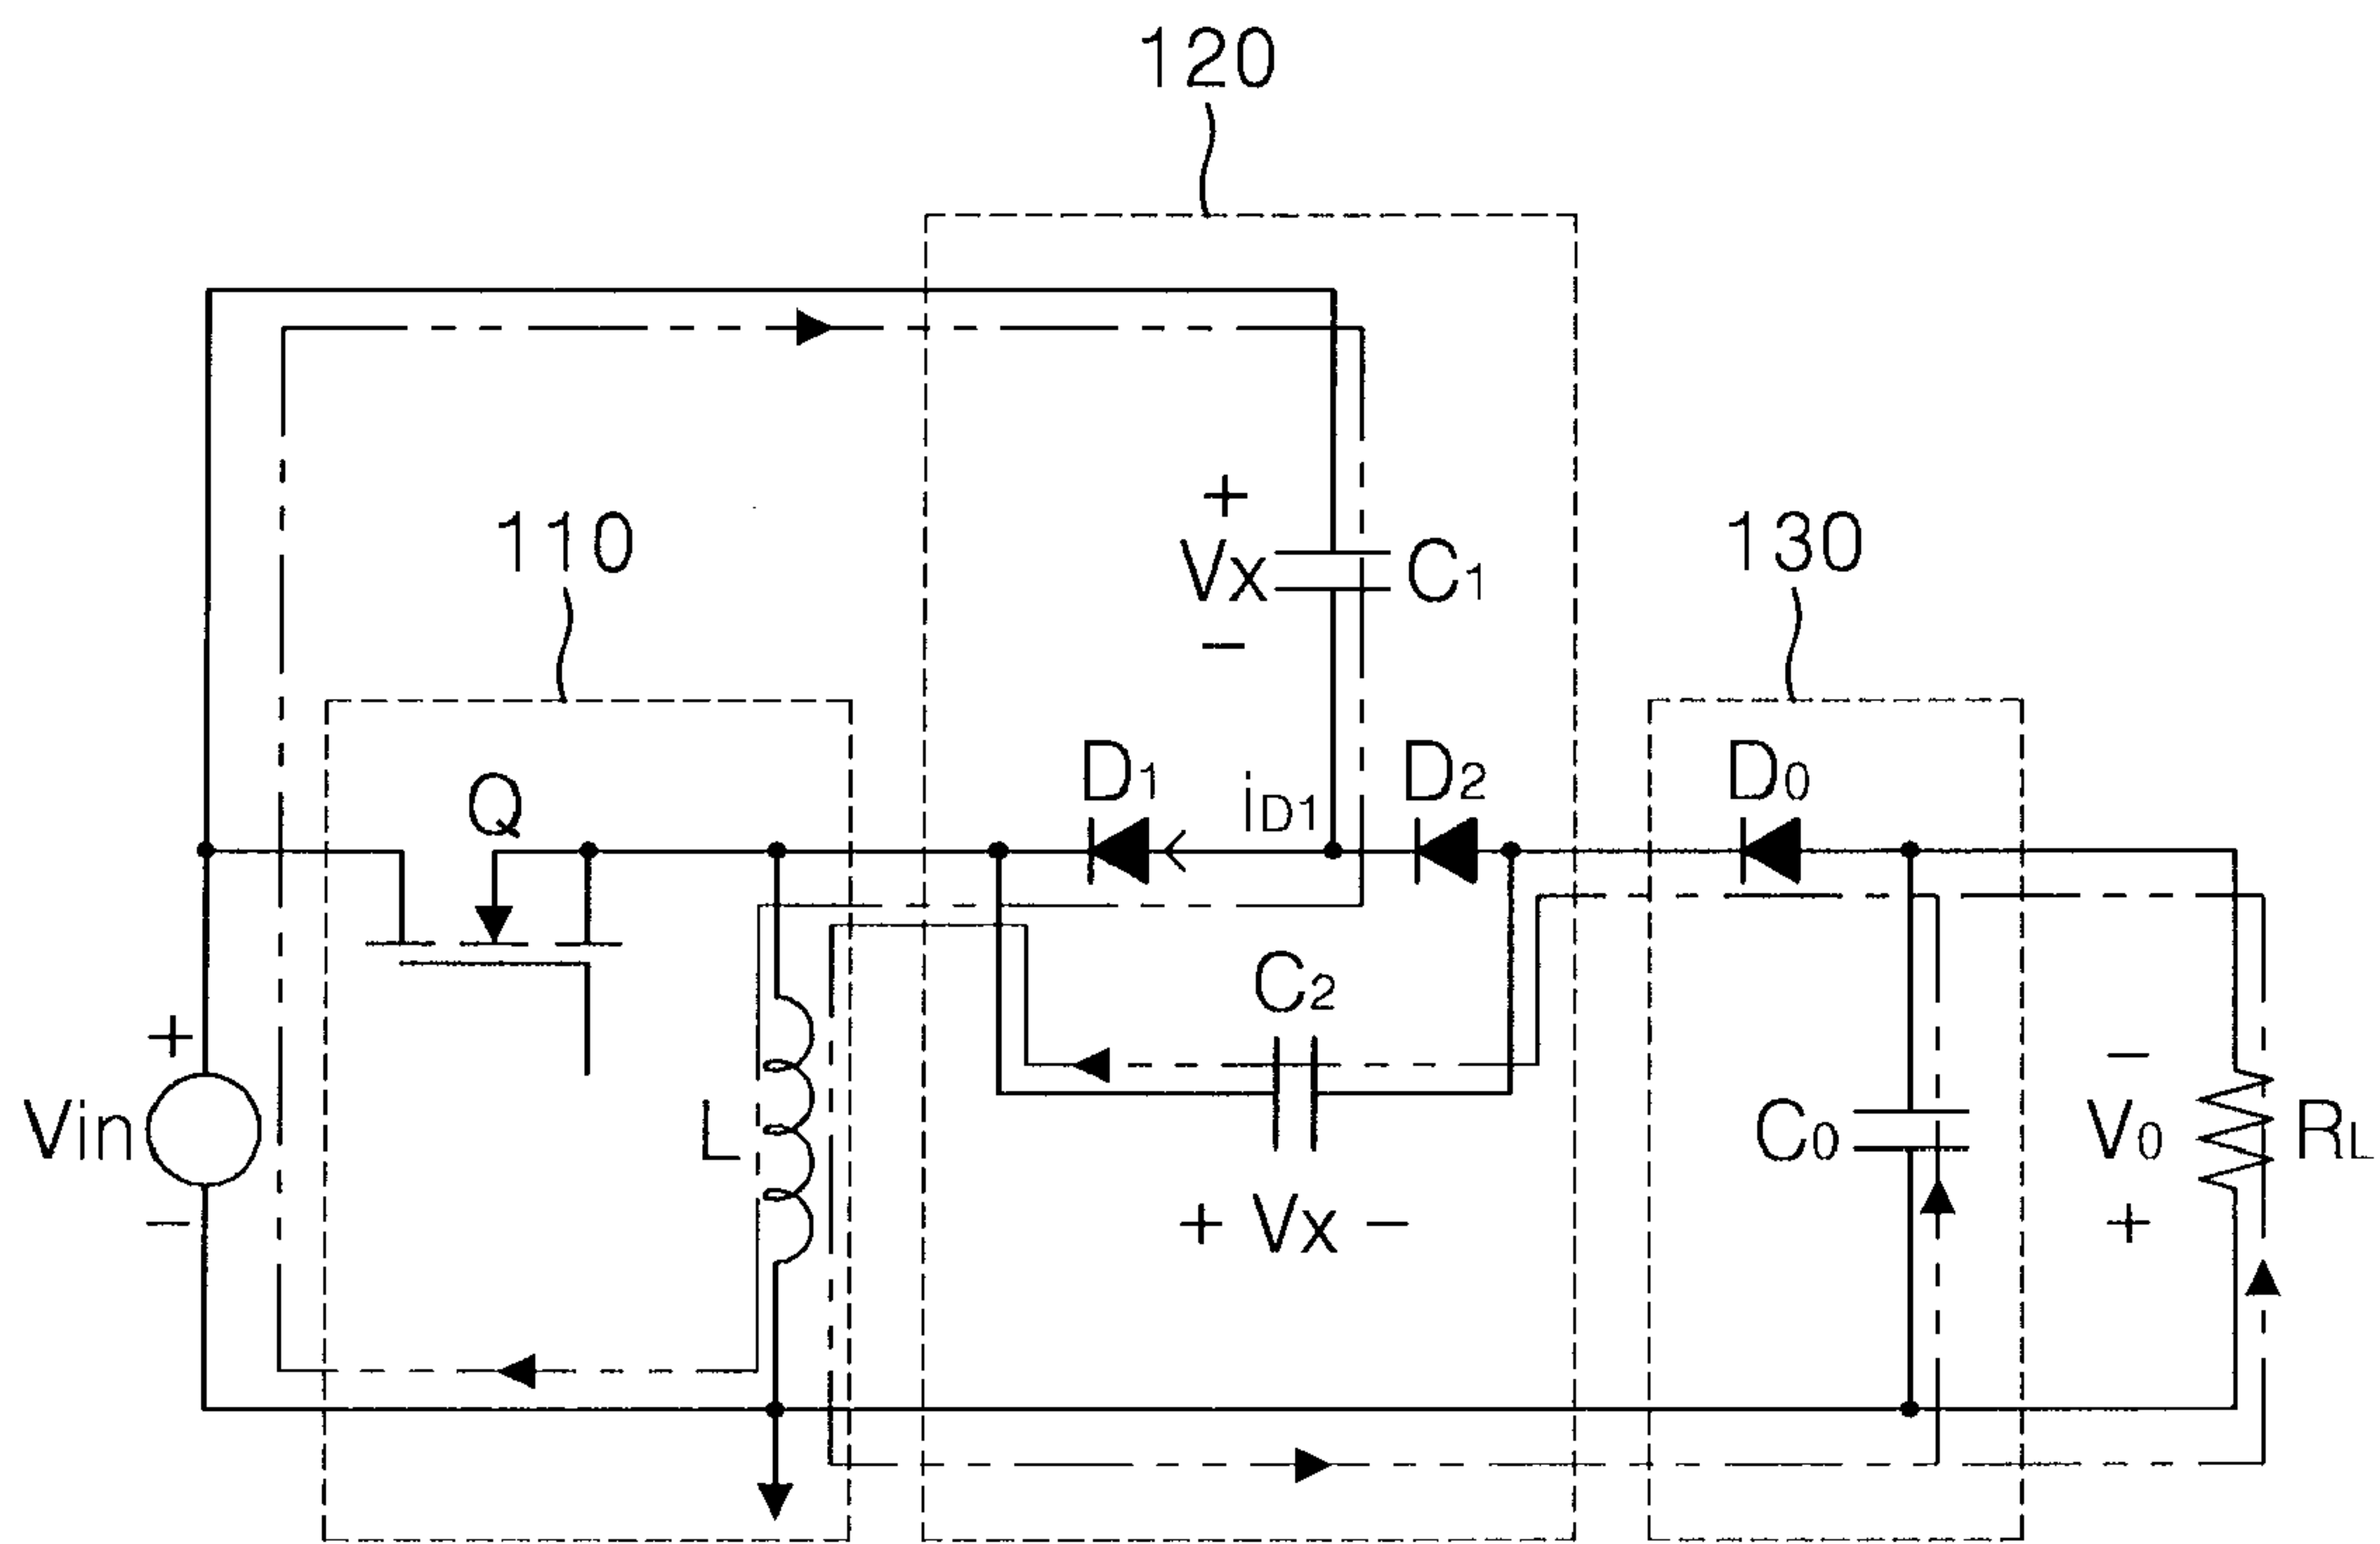 120
110
130
+
Vx
C1
−
Q
D1
iD1
D2
D0
C2
+
Vin
−
L
+ Vx −
C0
−
V0
+
RL